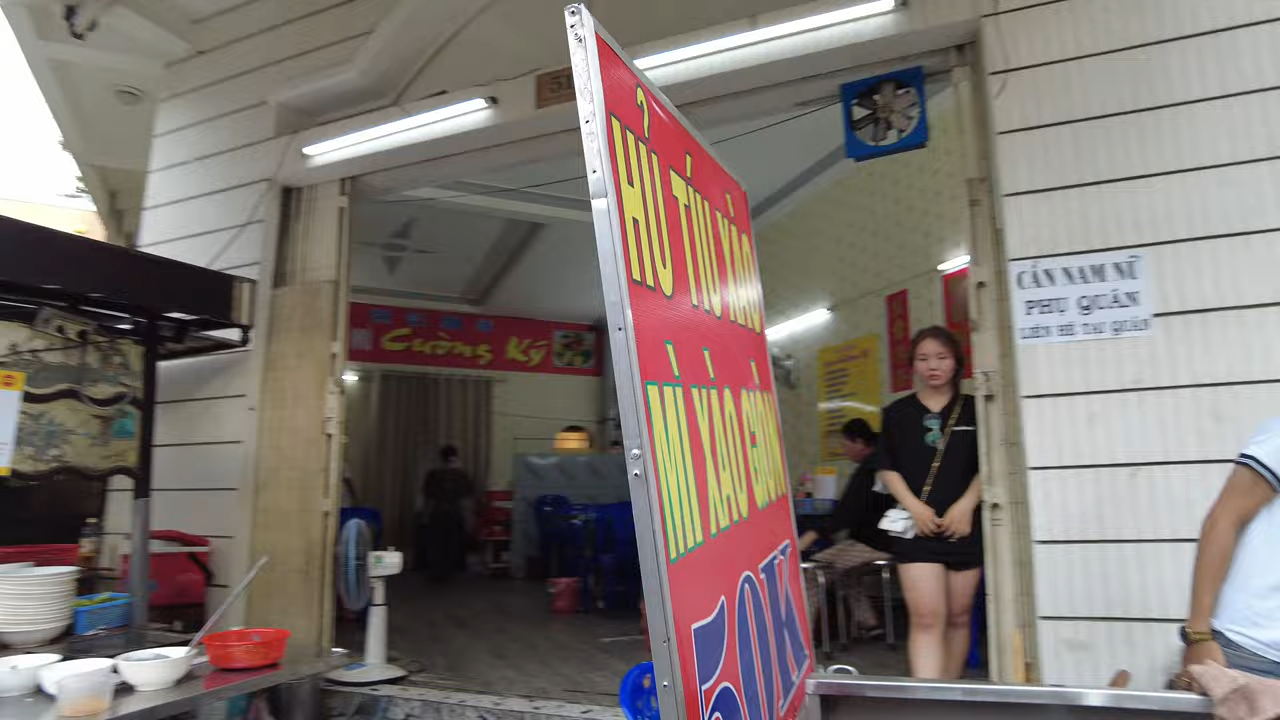 HỦ TÍU XÀO
MÌ XÀO GIÒN
50K
Cường Ký
CẦN NAM NỮ
PHỤ QUÁN
LIÊN HỆ TẠI QUÁN